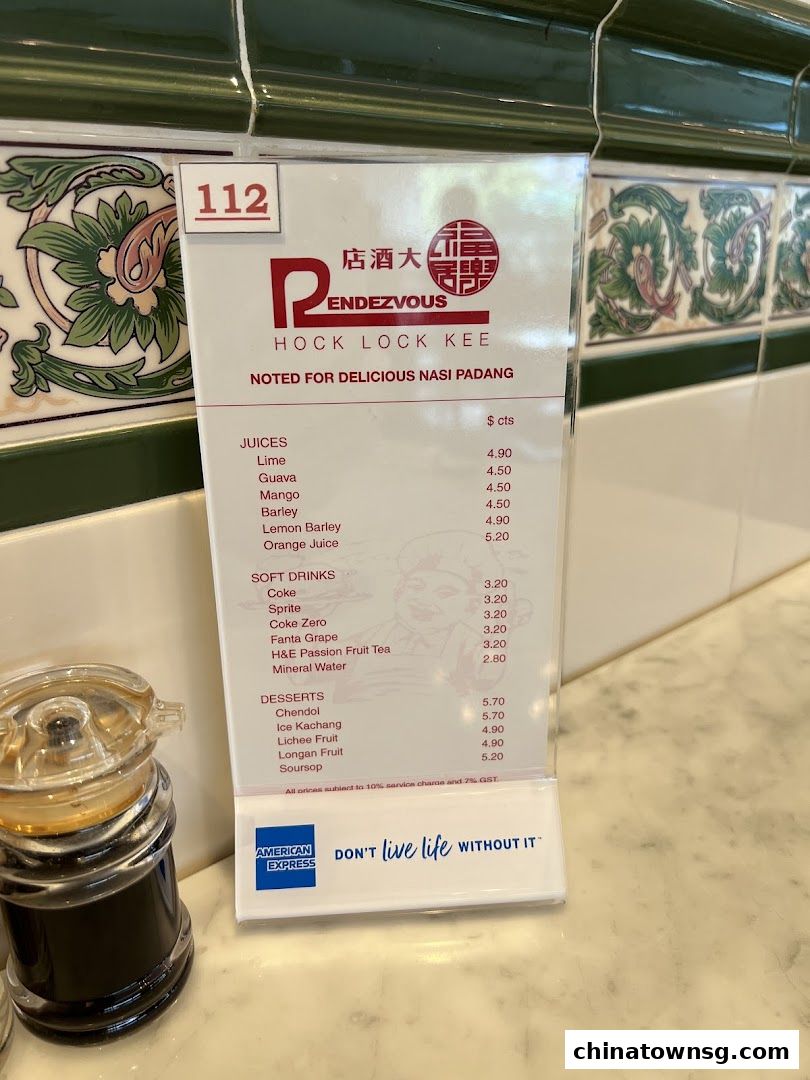 112
店酒大
福樂居
RENDEZVOUS
HOCK LOCK KEE
NOTED FOR DELICIOUS NASI PADANG
$ cts
JUICES
Lime 4.90
Guava 4.50
Mango 4.50
Barley 4.50
Lemon Barley 4.90
Orange Juice 5.20
SOFT DRINKS
Coke 3.20
Sprite 3.20
Coke Zero 3.20
Fanta Grape 3.20
H&E Passion Fruit Tea 3.20
Mineral Water 2.80
DESSERTS
Chendol 5.70
Ice Kachang 5.70
Lichee Fruit 4.90
Longan Fruit 4.90
Soursop 5.20
All prices subject to 10% service charge and 7% GST.
AMERICAN
EXPRESS
DON'T live life WITHOUT IT™
chinatownsg.com